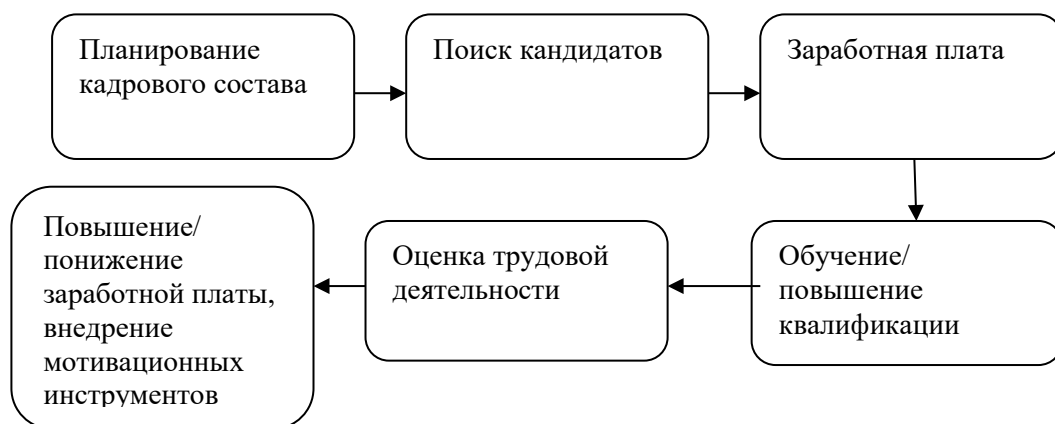 Планирование
кадрового состава
Поиск кандидатов
Заработная плата
Обучение/
повышение
квалификации
Оценка трудовой
деятельности
Повышение/
понижение
заработной платы,
внедрение
мотивационных
инструментов